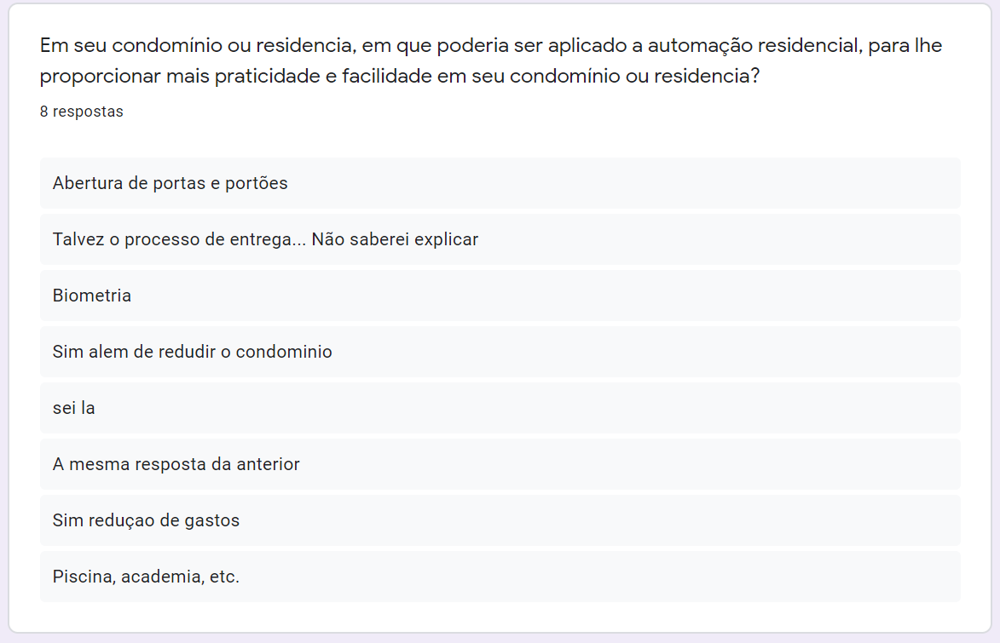 Em seu condomínio ou residencia, em que poderia ser aplicado a automação residencial, para lhe
proporcionar mais praticidade e facilidade em seu condomínio ou residencia?
8 respostas
Abertura de portas e portões
Talvez o processo de entrega... Não saberei explicar
Biometria
Sim alem de redudir o condominio
sei la
A mesma resposta da anterior
Sim reduçao de gastos
Piscina, academia, etc.